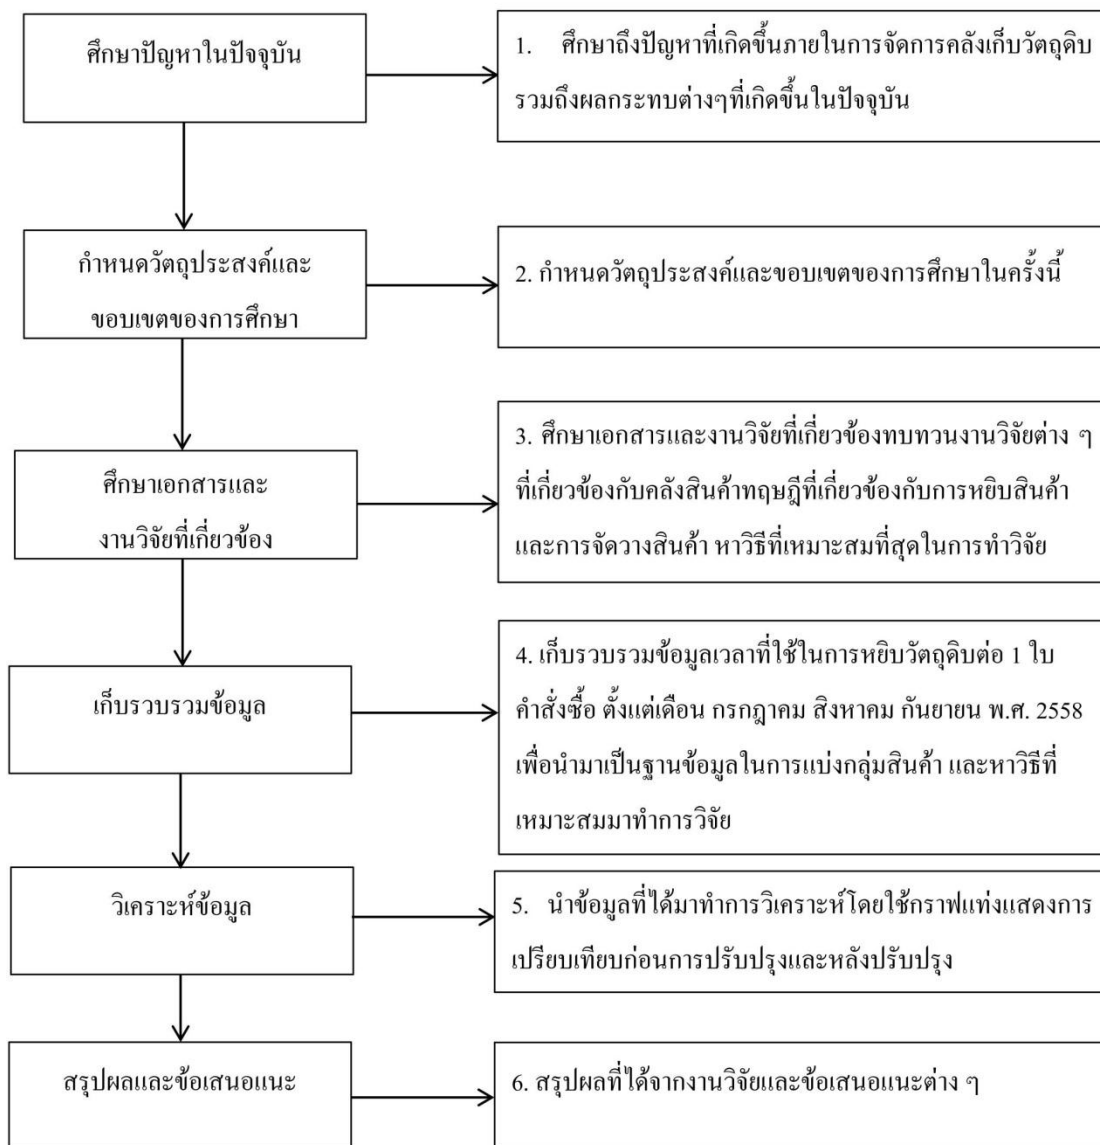 ศึกษาปัญหาในปัจจุบัน
1. ศึกษาถึงปัญหาที่เกิดขึ้นภายในการจัดการคลังเก็บวัตถุดิบ
รวมถึงผลกระทบต่างๆที่เกิดขึ้นในปัจจุบัน
กำหนดวัตถุประสงค์และ
ขอบเขตของการศึกษา
2. กำหนดวัตถุประสงค์และขอบเขตของการศึกษาในครั้งนี้
ศึกษาเอกสารและ
งานวิจัยที่เกี่ยวข้อง
3. ศึกษาเอกสารและงานวิจัยที่เกี่ยวข้องทบทวนงานวิจัยต่าง ๆ
ที่เกี่ยวข้องกับคลังสินค้าทฤษฎีที่เกี่ยวข้องกับการหยิบสินค้า
และการจัดวางสินค้า หาวิธีที่เหมาะสมที่สุดในการทำวิจัย
เก็บรวบรวมข้อมูล
4. เก็บรวบรวมข้อมูลเวลาที่ใช้ในการหยิบวัตถุดิบต่อ 1 ใบ
คำสั่งซื้อ ตั้งแต่เดือน กรกฎาคม สิงหาคม กันยายน พ.ศ. 2558
เพื่อนำมาเป็นฐานข้อมูลในการแบ่งกลุ่มสินค้า และหาวิธีที่
เหมาะสมมาทำการวิจัย
วิเคราะห์ข้อมูล
5. นำข้อมูลที่ได้มาทำการวิเคราะห์โดยใช้กราฟแท่งแสดงการ
เปรียบเทียบก่อนการปรับปรุงและหลังปรับปรุง
สรุปผลและข้อเสนอแนะ
6. สรุปผลที่ได้จากงานวิจัยและข้อเสนอแนะต่าง ๆ